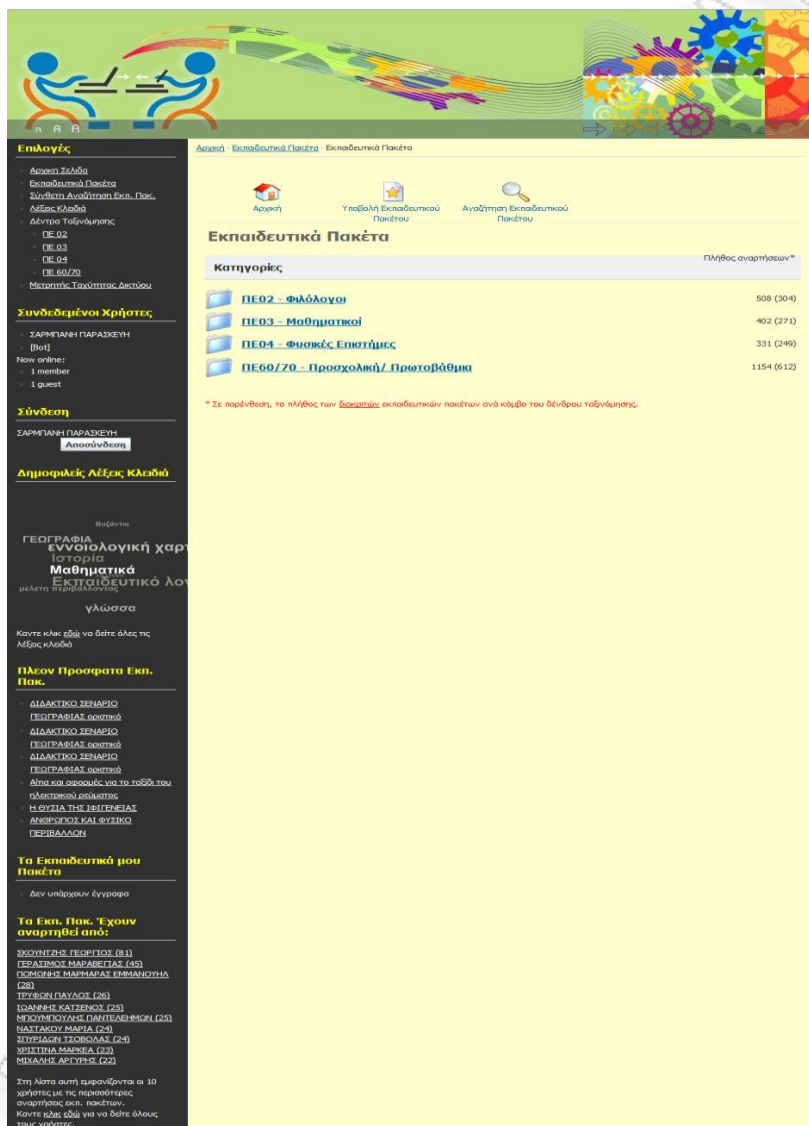 A A A
Επιλογές
Αρχικη Σελιδα
Εκπαιδευτικά Πακέτα
Σύνθετη Αναζήτηση Εκπ. Πακ.
Λέξεις Κλειδιά
Δέντρα Ταξινόμησης
ΠΕ 02
ΠΕ 03
ΠΕ 04
ΠΕ 60/70
Μετρητής Ταχύτητας Δικτύου
Συνδεδεμένοι Χρήστες
ΣΑΡΜΠΑΝΗ ΠΑΡΑΣΚΕΥΗ
[Bot]
Now online:
1 member
1 guest
Σύνδεση
ΣΑΡΜΠΑΝΗ ΠΑΡΑΣΚΕΥΗ
Αποσύνδεση
Δημοφιλείς Λέξεις Κλειδιά
Βυζάντιο
ΓΕΩΓΡΑΦΙΑ
εννοιολογική χαρτ
Ιστορία
Μαθηματικά
Εκπαιδευτικό λογ
μελετη περιβάλλοντος
γλώσσα
Καντε κλικ εδώ να δείτε όλες τις
λέξεις κλειδιά
Πλεον Προσφατα Εκπ.
Πακ.
ΔΙΔΑΚΤΙΚΟ ΣΕΝΑΡΙΟ
ΓΕΩΓΡΑΦΙΑΣ οριστικό
ΔΙΔΑΚΤΙΚΟ ΣΕΝΑΡΙΟ
ΓΕΩΓΡΑΦΙΑΣ οριστικό
ΔΙΔΑΚΤΙΚΟ ΣΕΝΑΡΙΟ
ΓΕΩΓΡΑΦΙΑΣ οριστικό
Αίτια και αφορμές για το ταξίδι του
ηλεκτρικού ρεύματος
Η ΘΥΣΙΑ ΤΗΣ ΙΦΙΓΕΝΕΙΑΣ
ΑΝΘΡΩΠΟΣ ΚΑΙ ΦΥΣΙΚΟ
ΠΕΡΙΒΑΛΛΟΝ
Τα Εκπαιδευτικά μου
Πακέτα
Δεν υπάρχουν έγγραφα
Τα Εκπ. Πακ. Έχουν
αναρτηθεί από:
ΣΚΟΥΝΤΖΗΣ ΓΕΩΡΓΙΟΣ (81)
ΓΕΡΑΣΙΜΟΣ ΜΑΡΑΒΕΓΙΑΣ (45)
ΠΟΜΩΝΗΣ ΜΑΡΜΑΡΑΣ ΕΜΜΑΝΟΥΗΛ
(28)
ΤΡΥΦΩΝ ΠΑΥΛΟΣ (26)
ΙΩΑΝΝΗΣ ΚΑΤΣΕΝΟΣ (25)
ΜΠΟΥΜΠΟΥΛΗΣ ΠΑΝΤΕΛΕΗΜΩΝ (25)
ΝΑΣΤΑΚΟΥ ΜΑΡΙΑ (24)
ΣΠΥΡΙΔΩΝ ΤΣΟΒΟΛΑΣ (24)
ΧΡΙΣΤΙΝΑ ΜΑΡΚΕΑ (23)
ΜΙΧΑΛΗΣ ΑΡΓΥΡΗΣ (22)
Στη λίστα αυτή εμφανίζονται οι 10
χρήστες με τις περισσότερες
αναρτήσεις εκπ. πακέτων.
Καντε κλικ εδώ για να δείτε όλους
τους χρήστες.
Αρχική · Εκπαιδευτικά Πακέτα · Εκπαιδευτικά Πακέτα
Αρχική
Υποβολή Εκπαιδευτικού
Πακέτου
Αναζήτηση Εκπαιδευτικού
Πακέτου
Εκπαιδευτικά Πακέτα
Κατηγορίες Πλήθος αναρτήσεων*
ΠΕ02 - Φιλόλογοι 508 (304)
ΠΕ03 - Μαθηματικοί 402 (271)
ΠΕ04 - Φυσικές Επιστήμες 331 (249)
ΠΕ60/70 - Προσχολική/ Πρωτοβάθμια 1154 (612)
* Σε παρένθεση, το πλήθος των διακριτών εκπαιδευτικών πακέτων ανά κόμβο του δένδρου ταξινόμησης.